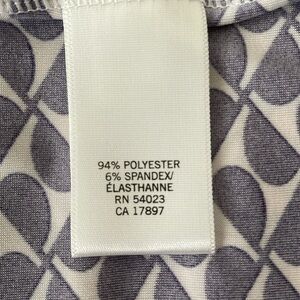 94% POLYESTER
6% SPANDEX/
ÉLASTHANNE
RN 54023
CA 17897